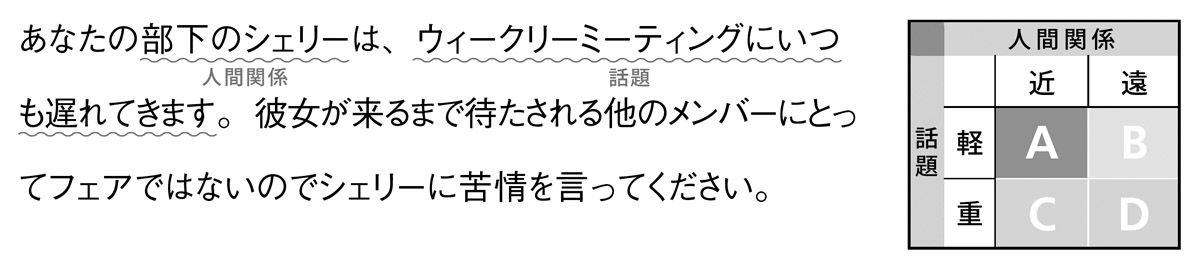 あなたの部下のシェリーは、ウィークリーミーティングにいつ
人間関係
話題
も遅れてきます。彼女が来るまで待たされる他のメンバーにとっ
てフェアではないのでシェリーに苦情を言ってください。
人間関係
近 遠
話題
軽 A B
重 C D